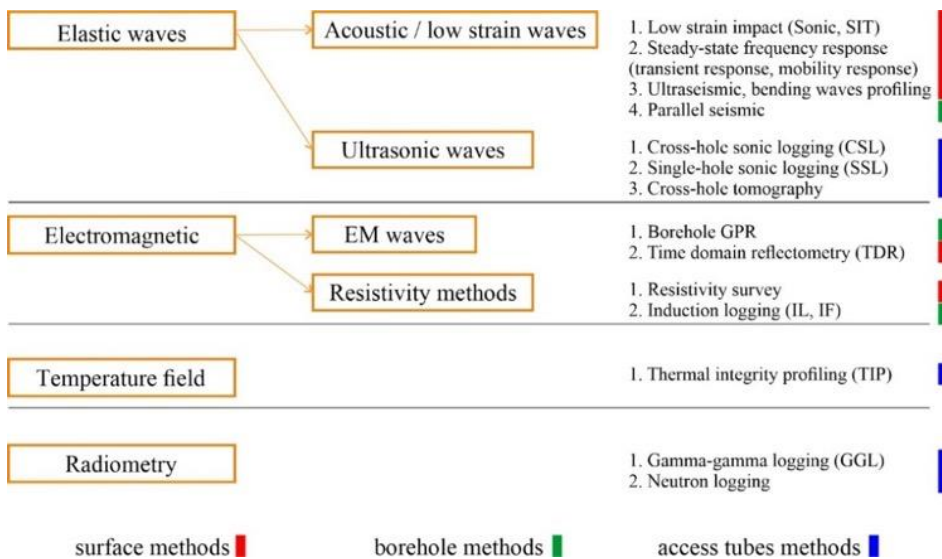 Elastic waves
Acoustic / low strain waves
1. Low strain impact (Sonic, SIT)
2. Steady-state frequency response
(transient response, mobility response)
3. Ultraseismic, bending waves profiling
4. Parallel seismic
Ultrasonic waves
1. Cross-hole sonic logging (CSL)
2. Single-hole sonic logging (SSL)
3. Cross-hole tomography
Electromagnetic
EM waves
1. Borehole GPR
2. Time domain reflectometry (TDR)
Resistivity methods
1. Resistivity survey
2. Induction logging (IL, IF)
Temperature field
1. Thermal integrity profiling (TIP)
Radiometry
1. Gamma-gamma logging (GGL)
2. Neutron logging
surface methods
borehole methods
access tubes methods